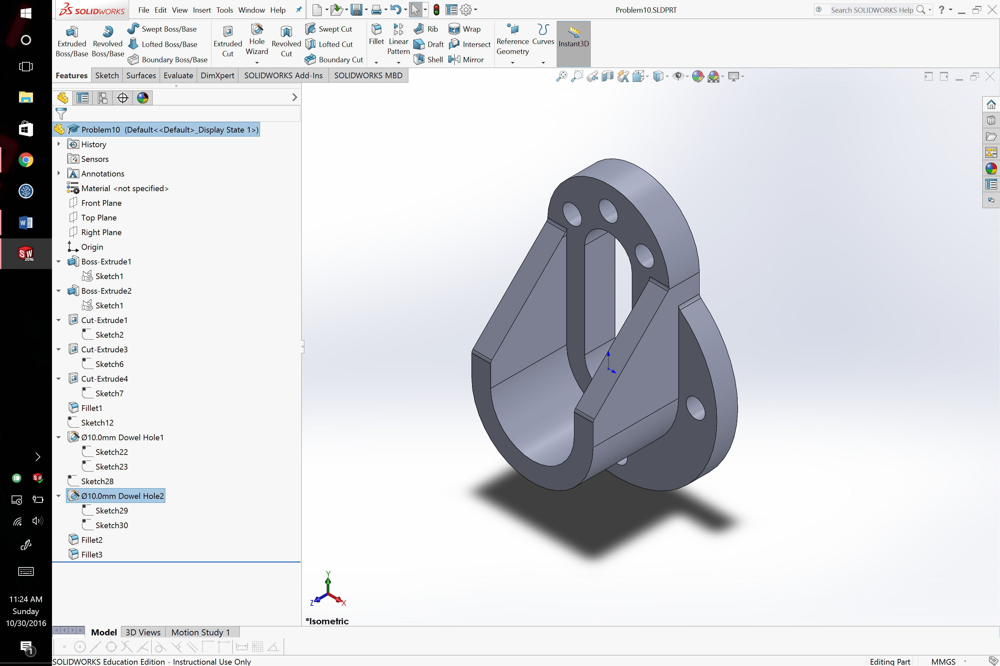 SOLIDWORKS File Edit View Insert Tools Window Help Problem10.SLDPRT Search SOLIDWORKS Help ?
Extruded Boss/Base
Revolved Boss/Base
Swept Boss/Base
Lofted Boss/Base
Boundary Boss/Base
Extruded Cut
Hole Wizard
Revolved Cut
Swept Cut
Lofted Cut
Boundary Cut
Fillet
Linear Pattern
Rib
Draft
Shell
Wrap
Intersect
Mirror
Reference Geometry
Curves
Instant3D
Features Sketch Surfaces Evaluate DimXpert SOLIDWORKS Add-Ins SOLIDWORKS MBD
Problem10 (Default<<Default>_Display State 1>)
History
Sensors
Annotations
Material <not specified>
Front Plane
Top Plane
Right Plane
Origin
Boss-Extrude1
Sketch1
Boss-Extrude2
Sketch1
Cut-Extrude1
Sketch2
Cut-Extrude3
Sketch6
Cut-Extrude4
Sketch7
Fillet1
Sketch12
Ø10.0mm Dowel Hole1
Sketch22
Sketch23
Sketch28
Ø10.0mm Dowel Hole2
Sketch29
Sketch30
Fillet2
Fillet3
Y
Z
X
*Isometric
Model 3D Views Motion Study 1
SOLIDWORKS Education Edition - Instructional Use Only
Editing Part MMGS
W
SW
2016
SW
11:24 AM
Sunday
10/30/2016
1